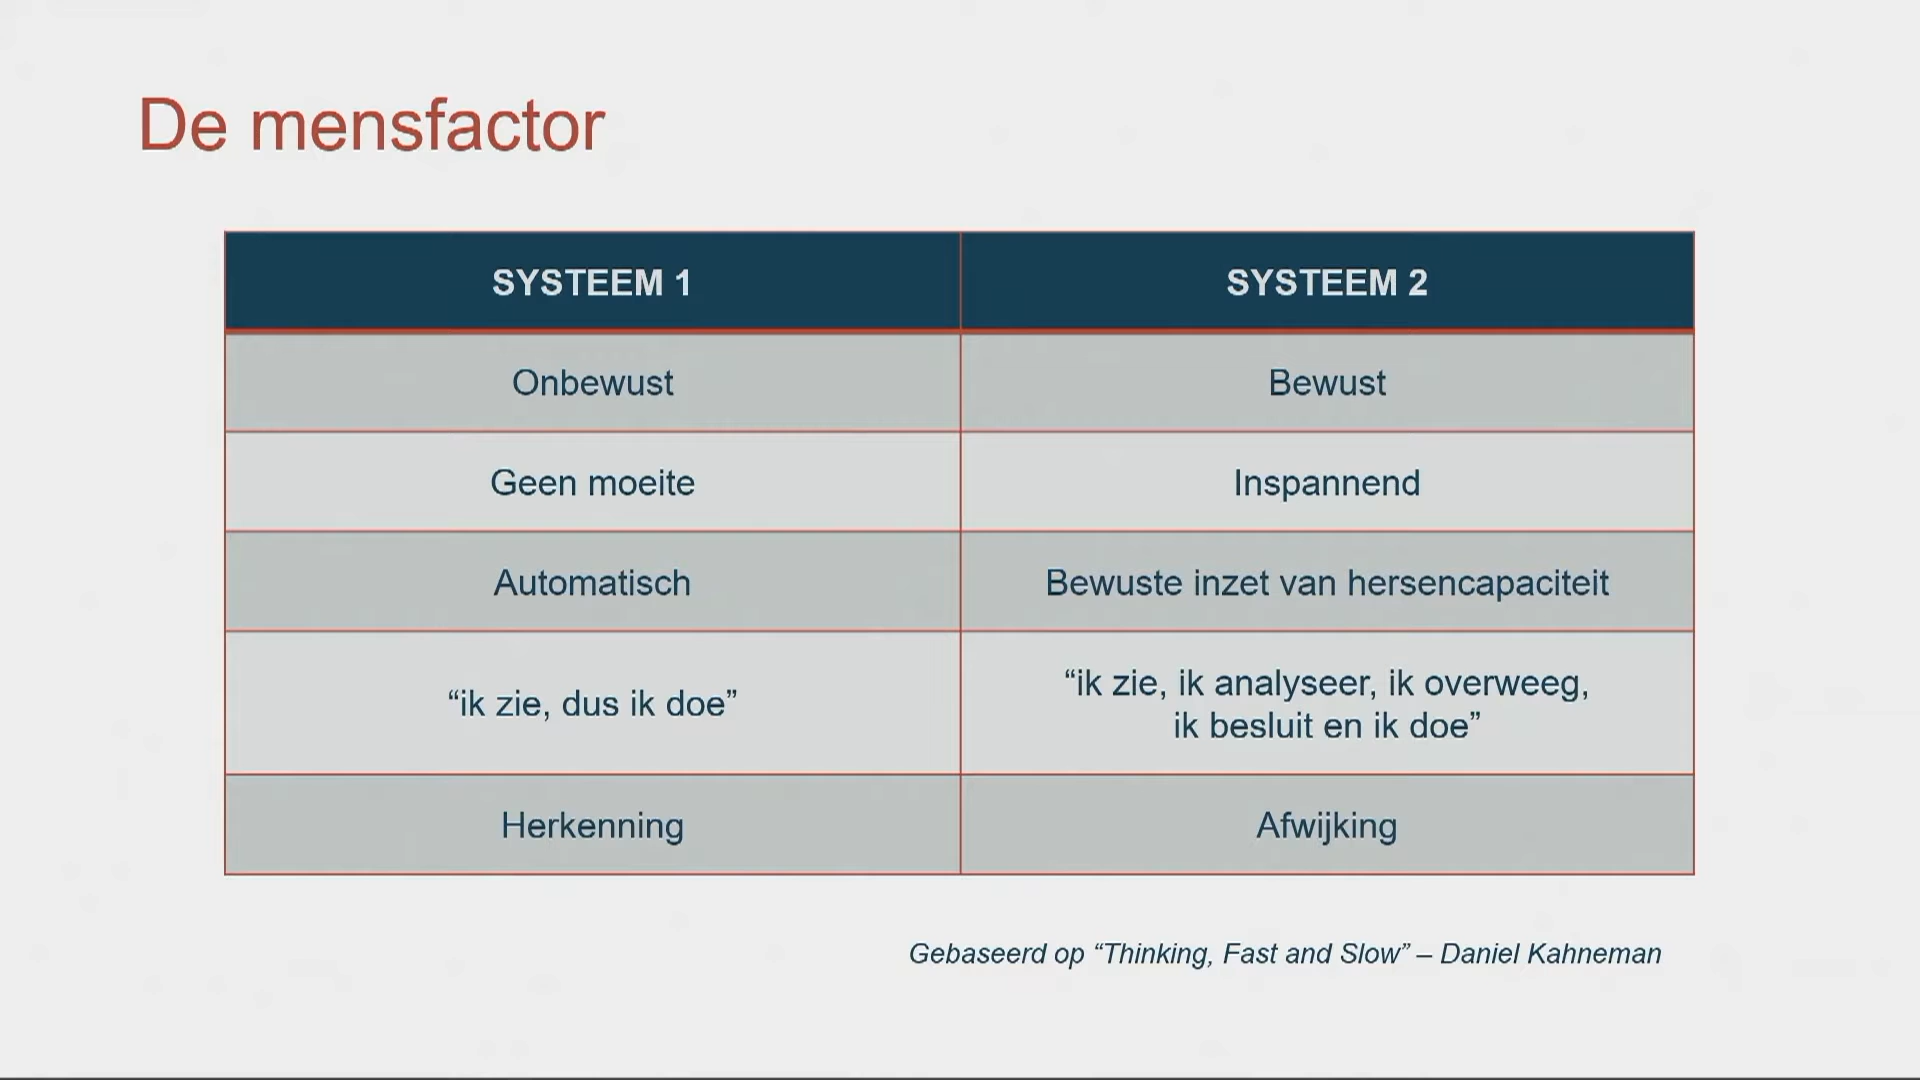 De mensfactor
SYSTEEM 1
SYSTEEM 2
Onbewust
Bewust
Geen moeite
Inspannend
Automatisch
Bewuste inzet van hersencapaciteit
“ik zie, dus ik doe”
“ik zie, ik analyseer, ik overweeg,
ik besluit en ik doe”
Herkenning
Afwijking
Gebaseerd op “Thinking, Fast and Slow” – Daniel Kahneman